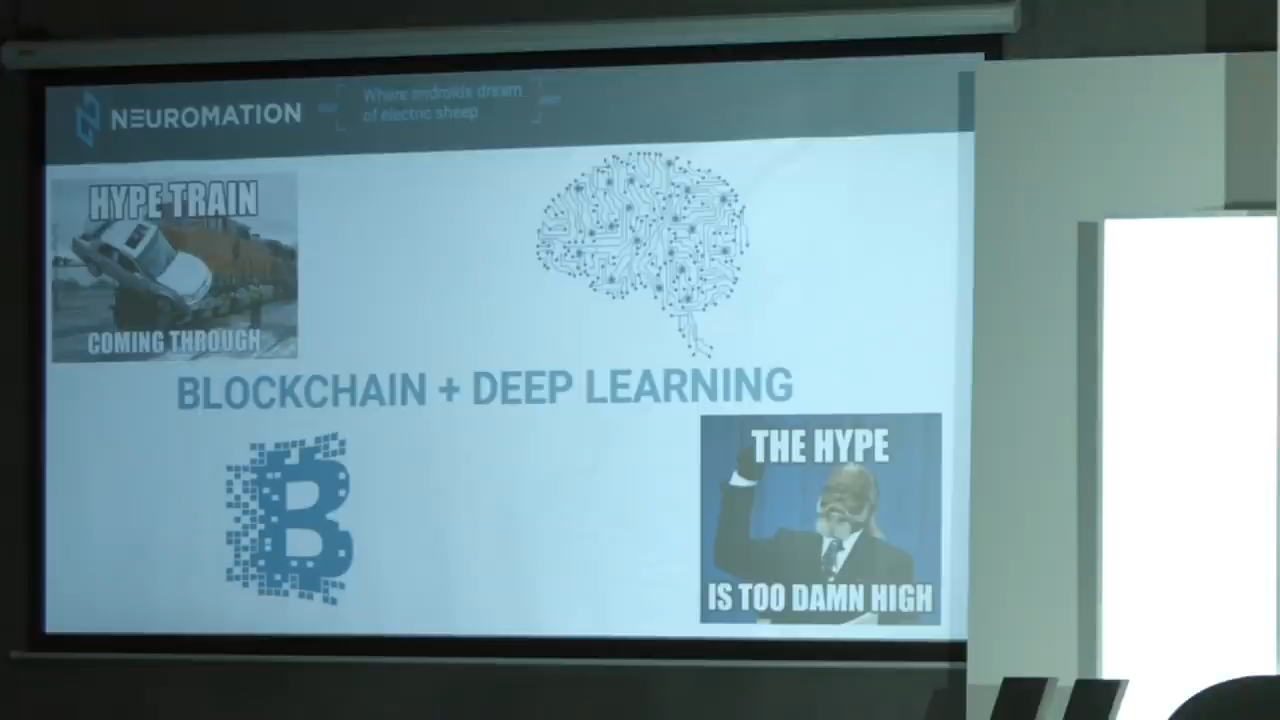 NEUROMATION
Where androids dream
of electric sheep
HYPE TRAIN
COMING THROUGH
BLOCKCHAIN + DEEP LEARNING
THE HYPE
IS TOO DAMN HIGH